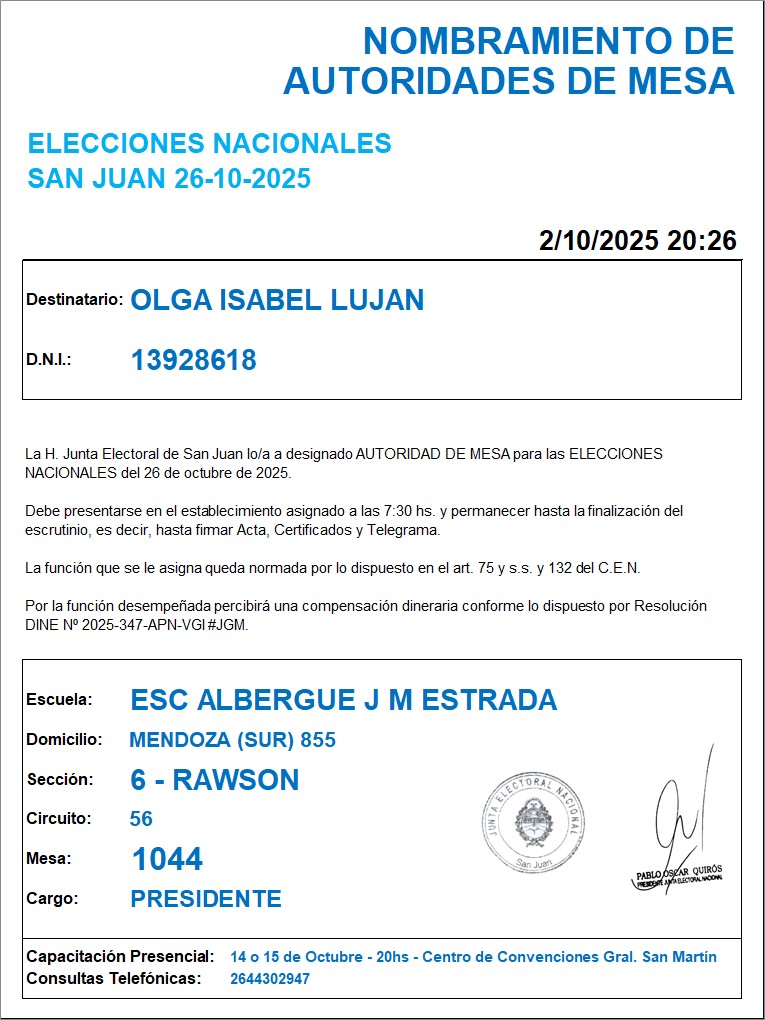 NOMBRAMIENTO DE
AUTORIDADES DE MESA
ELECCIONES NACIONALES
SAN JUAN 26-10-2025
2/10/2025 20:26
Destinatario: OLGA ISABEL LUJAN
D.N.I.: 13928618
La H. Junta Electoral de San Juan lo/a a designado AUTORIDAD DE MESA para las ELECCIONES
NACIONALES del 26 de octubre de 2025.
Debe presentarse en el establecimiento asignado a las 7:30 hs. y permanecer hasta la finalización del
escrutinio, es decir, hasta firmar Acta, Certificados y Telegrama.
La función que se le asigna queda normada por lo dispuesto en el art. 75 y s.s. y 132 del C.E.N.
Por la función desempeñada percibirá una compensación dineraria conforme lo dispuesto por Resolución
DINE Nº 2025-347-APN-VGI#JGM.
Escuela: ESC ALBERGUE J M ESTRADA
Domicilio: MENDOZA (SUR) 855
Sección: 6 - RAWSON
Circuito: 56
Mesa: 1044
Cargo: PRESIDENTE
JUNTA ELECTORAL NACIONAL
San Juan
PABLO OSCAR QUIRÓS
PRESIDENTE JUNTA ELECTORAL NACIONAL
Capacitación Presencial: 14 o 15 de Octubre - 20hs - Centro de Convenciones Gral. San Martín
Consultas Telefónicas: 2644302947